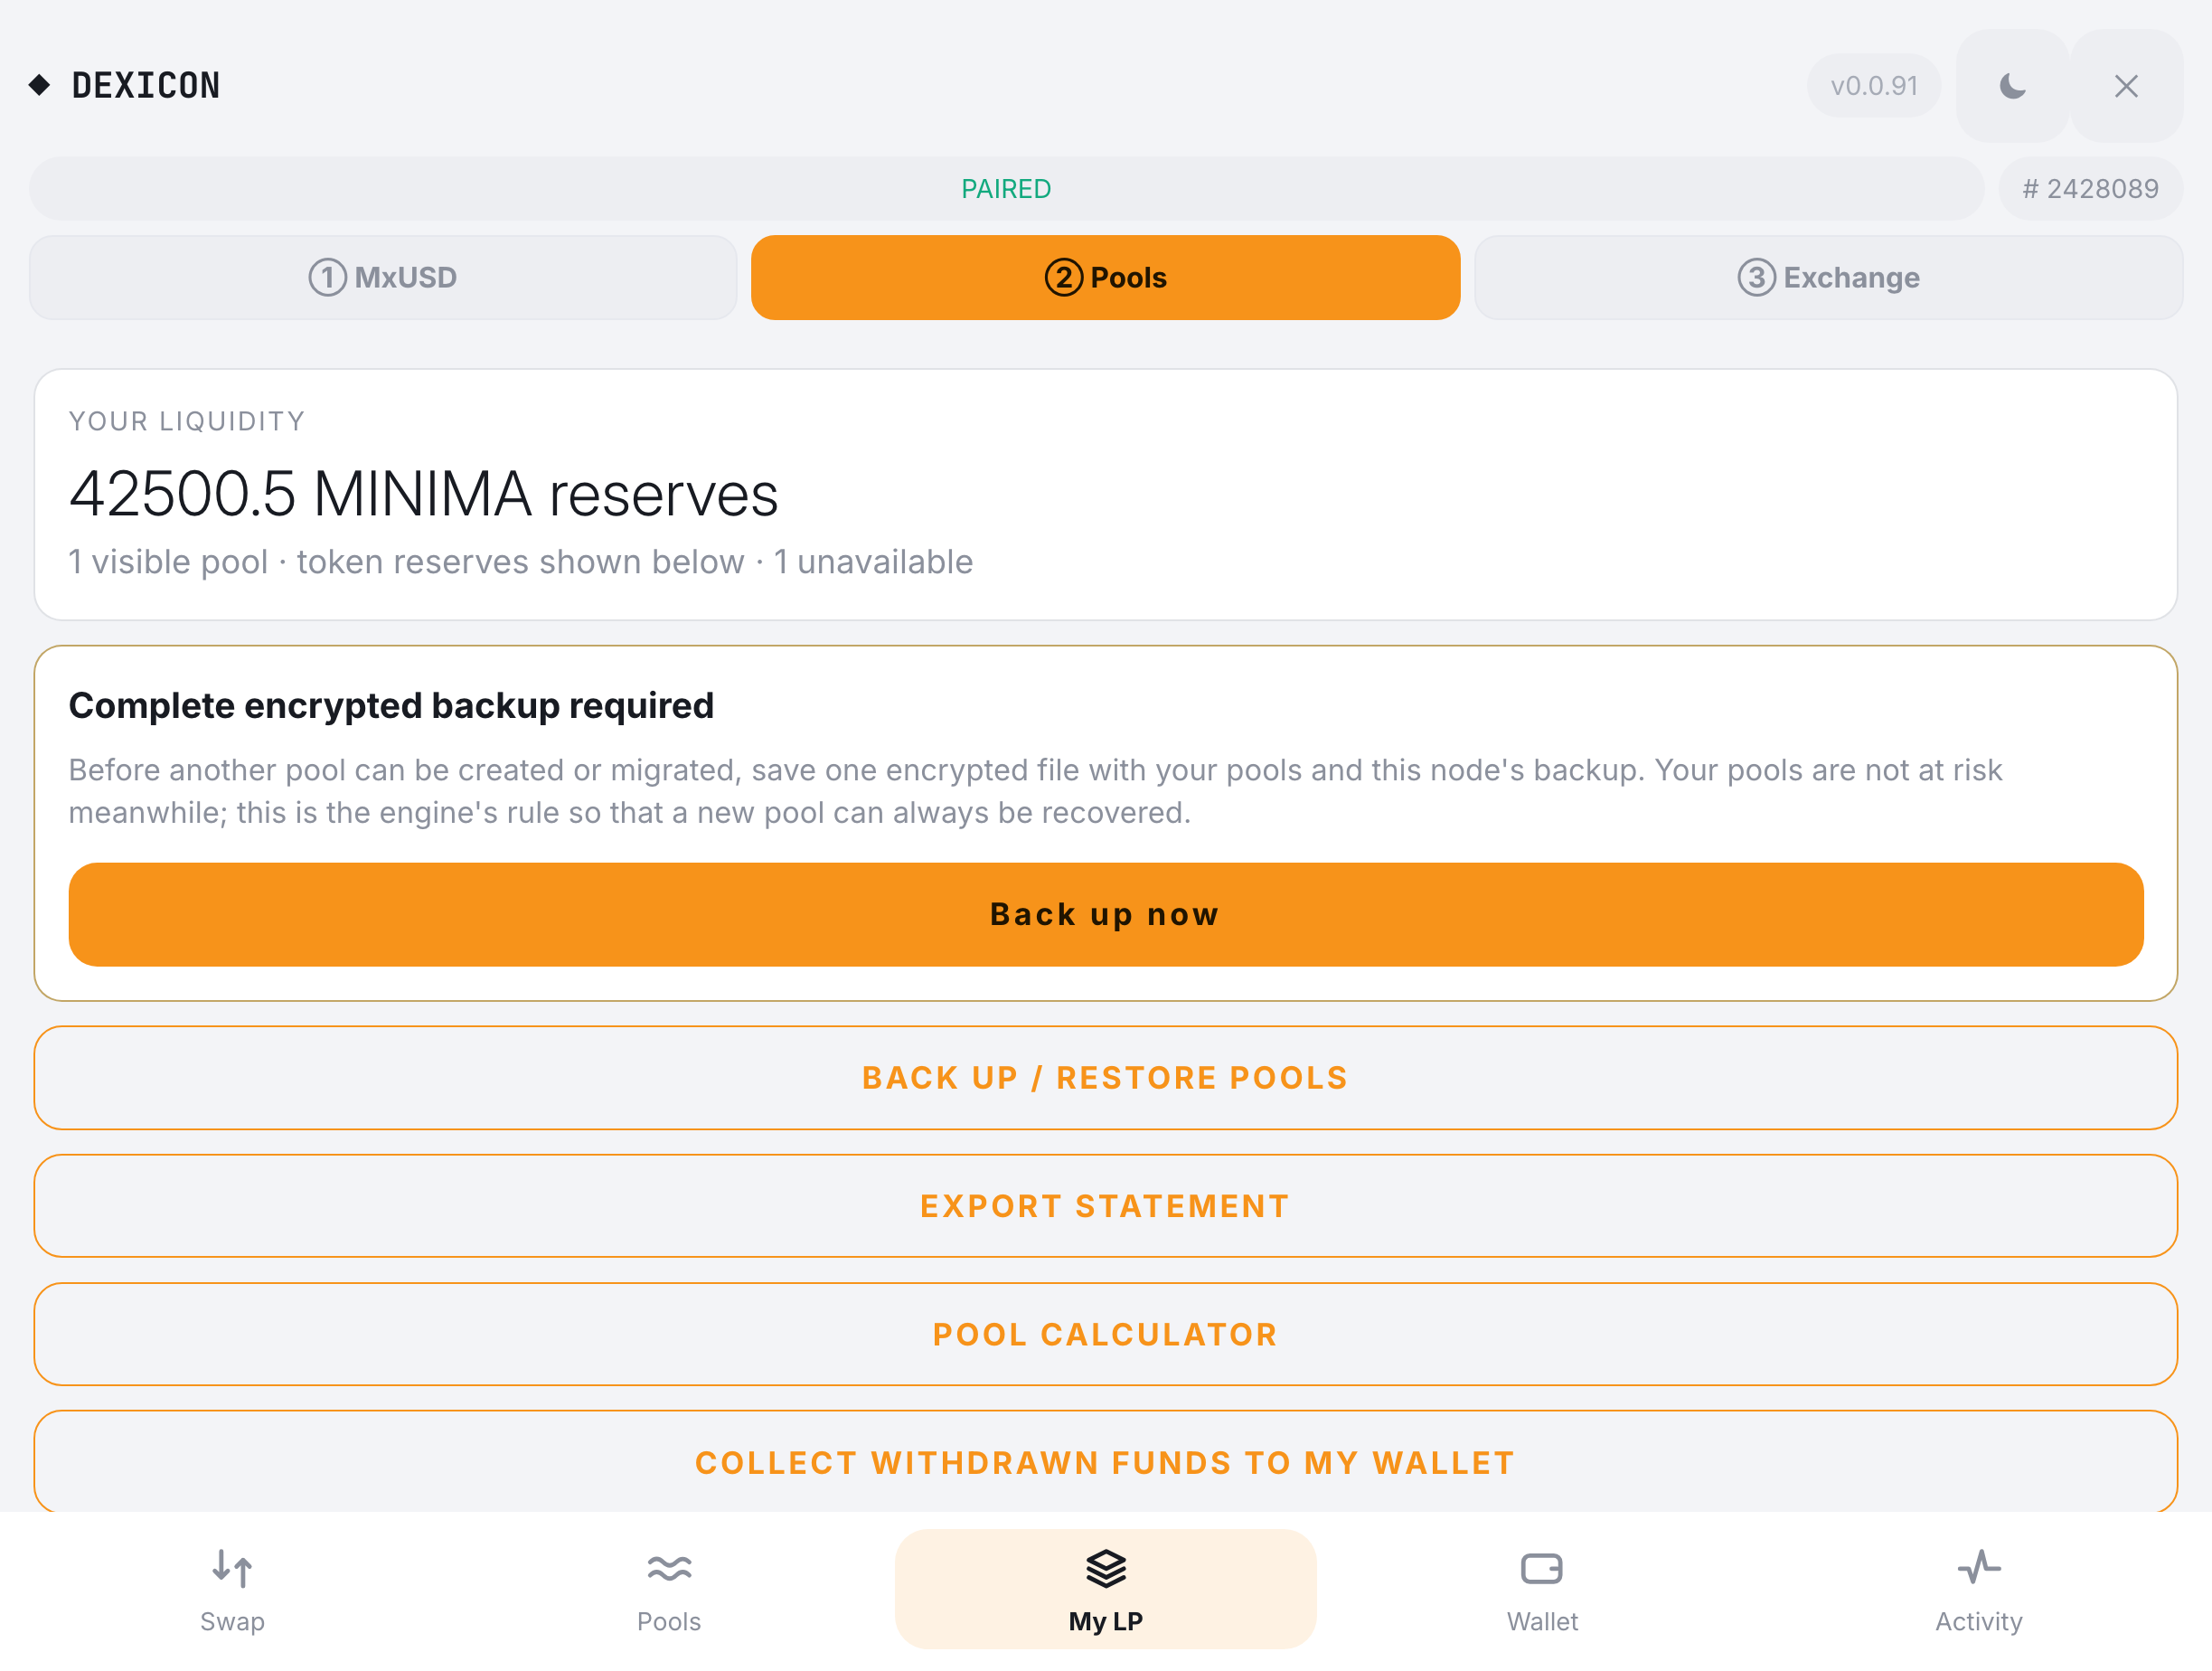 DEXICON
v0.0.91
PAIRED
# 2428089
① MxUSD
② Pools
③ Exchange
YOUR LIQUIDITY
42500.5 MINIMA reserves
1 visible pool · token reserves shown below · 1 unavailable
Complete encrypted backup required
Before another pool can be created or migrated, save one encrypted file with your pools and this node's backup. Your pools are not at risk
meanwhile; this is the engine's rule so that a new pool can always be recovered.
Back up now
BACK UP / RESTORE POOLS
EXPORT STATEMENT
POOL CALCULATOR
COLLECT WITHDRAWN FUNDS TO MY WALLET
Swap
Pools
My LP
Wallet
Activity